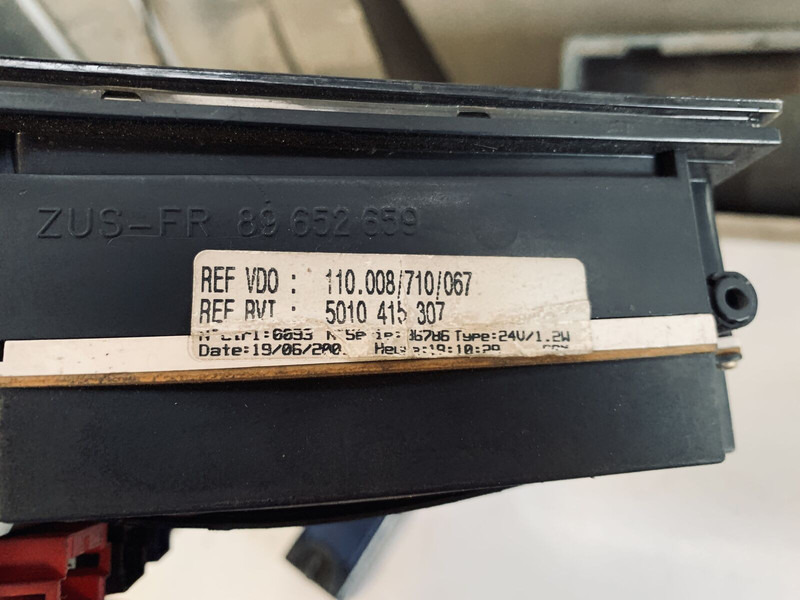 ZUS-FR 89 652 659
REF VDO : 110.008/710/067
REF RVI : 5010 415 307
Type:24V/1.2W
Date:19/06/200